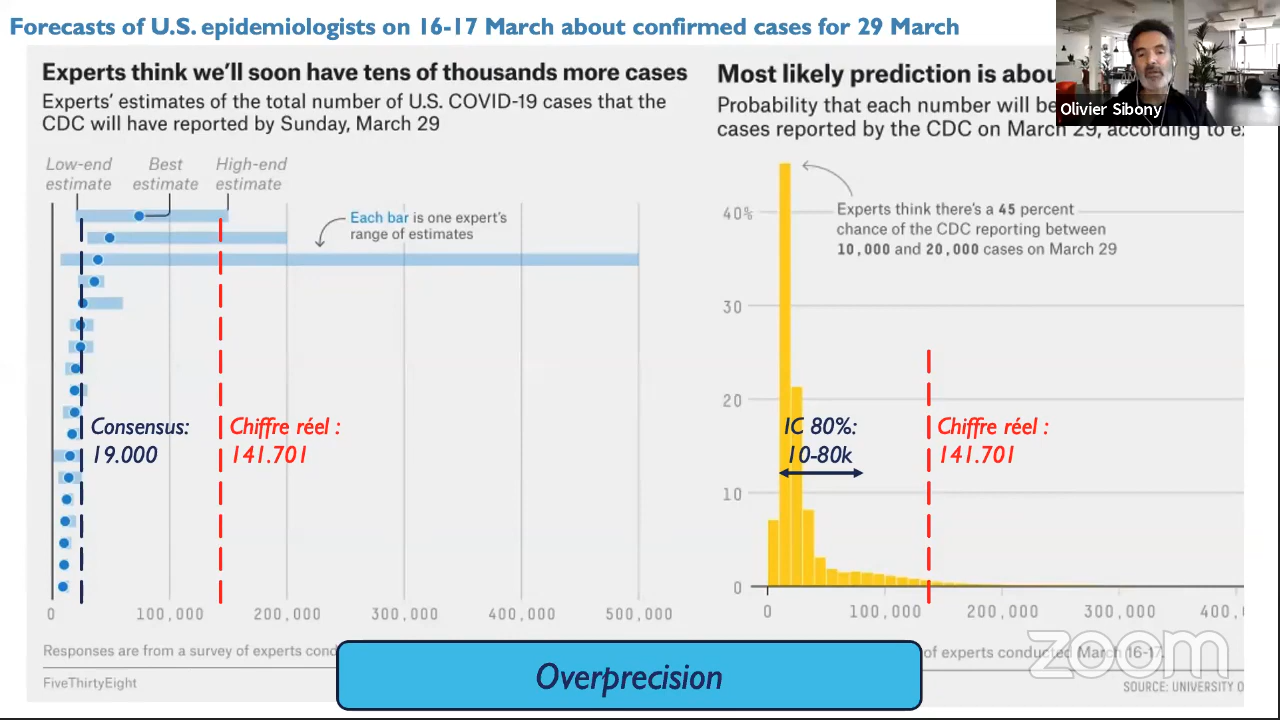 Forecasts of U.S. epidemiologists on 16-17 March about confirmed cases for 29 March
Olivier Sibony
Experts think we'll soon have tens of thousands more cases
Experts' estimates of the total number of U.S. COVID-19 cases that the
CDC will have reported by Sunday, March 29
Low-end
estimate
Best
estimate
High-end
estimate
Each bar is one expert's
range of estimates
Consensus:
19.000
Chiffre réel :
141.701
0
100,000
200,000
300,000
400,000
500,000
Responses are from a survey of experts
FiveThirtyEight
Most likely prediction is
Probability that each number will be
cases reported by the CDC on March 29, according to
40%
30
20
10
0
Experts think there's a 45 percent
chance of the CDC reporting between
10,000 and 20,000 cases on March 29
IC 80%:
10-80k
Chiffre réel :
141.701
0
100,000
200,000
300,000
400,
of experts conducted March 16-17.
SOURCE: UNIVERSITY O
zoom
Overprecision